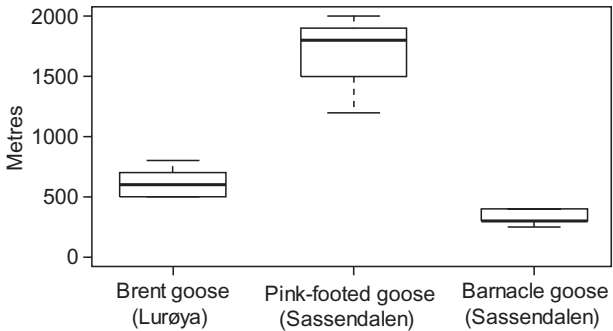 2000
1500
1000
500
0
Metres
Brent goose
(Lurøya)
Pink-footed goose
(Sassendalen)
Barnacle goose
(Sassendalen)